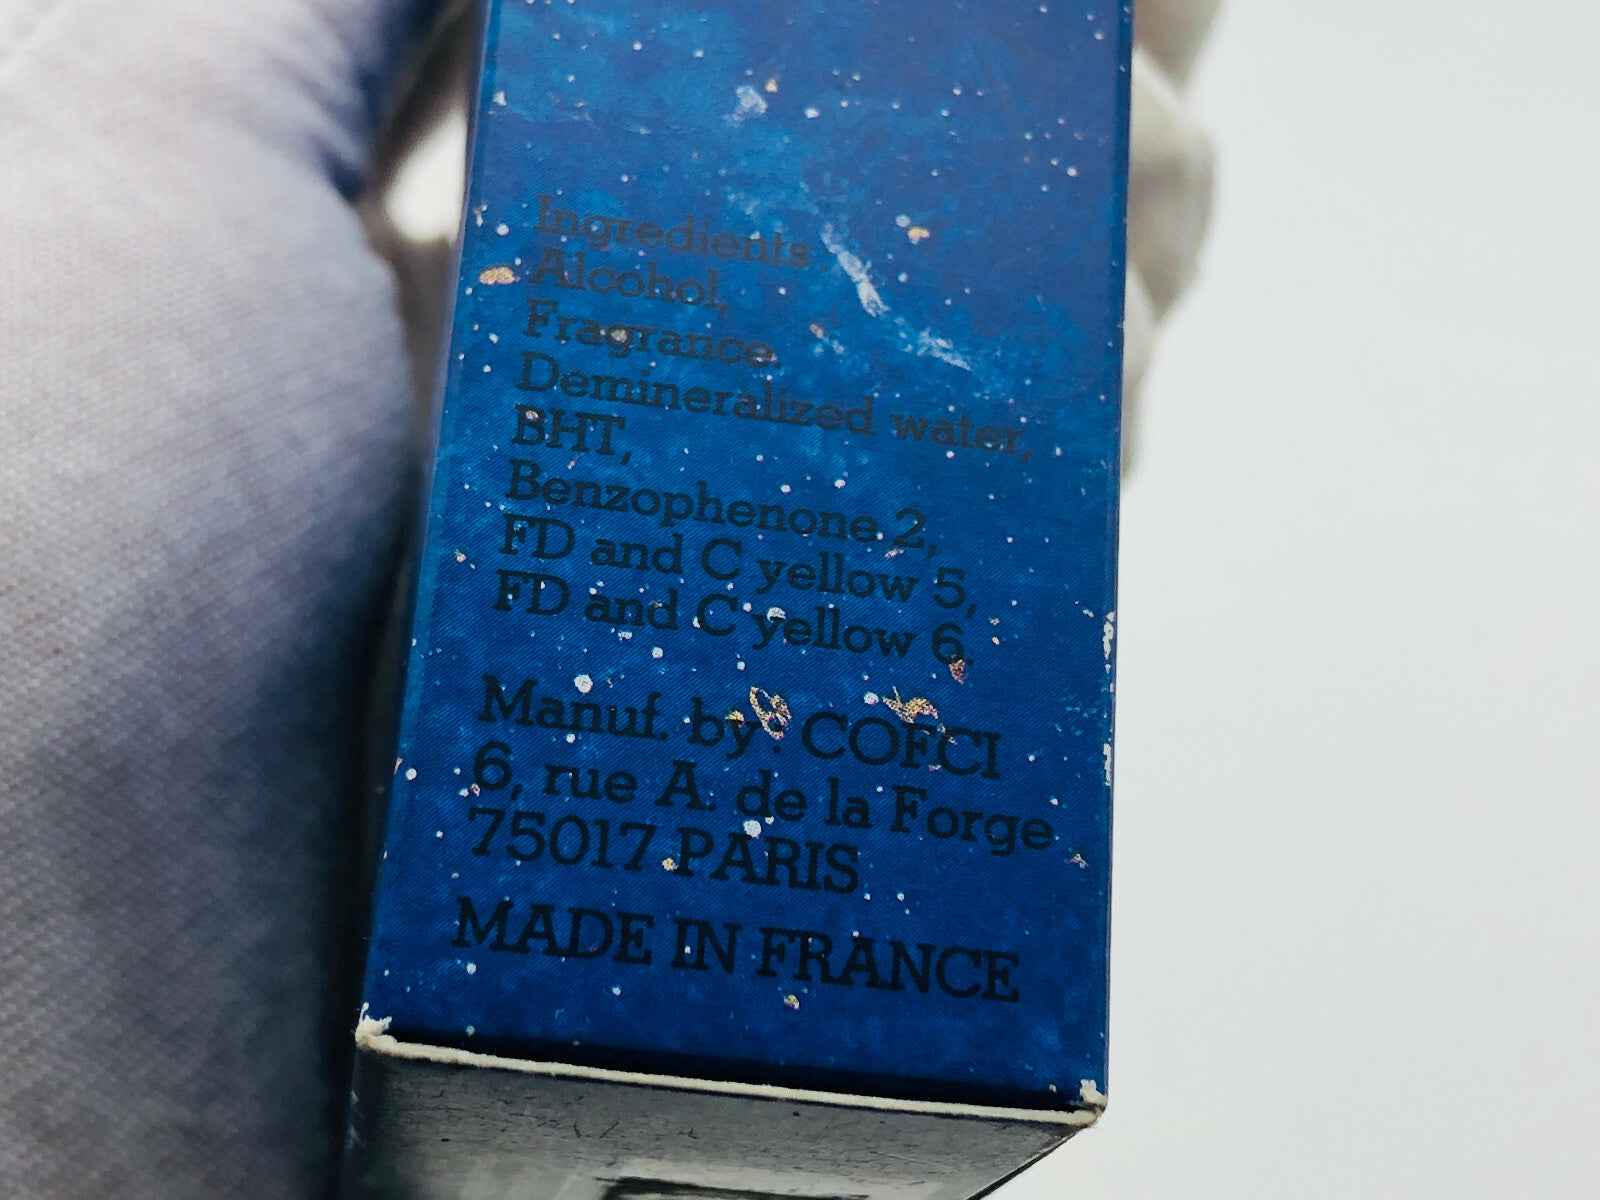 Ingredients :
Alcohol,
Fragrance.
Demineralized water,
BHT,
Benzophenone 2,
FD and C yellow 5,
FD and C yellow 6.
Manuf. by : COFCI
6, rue A. de la Forge
75017 PARIS
MADE IN FRANCE